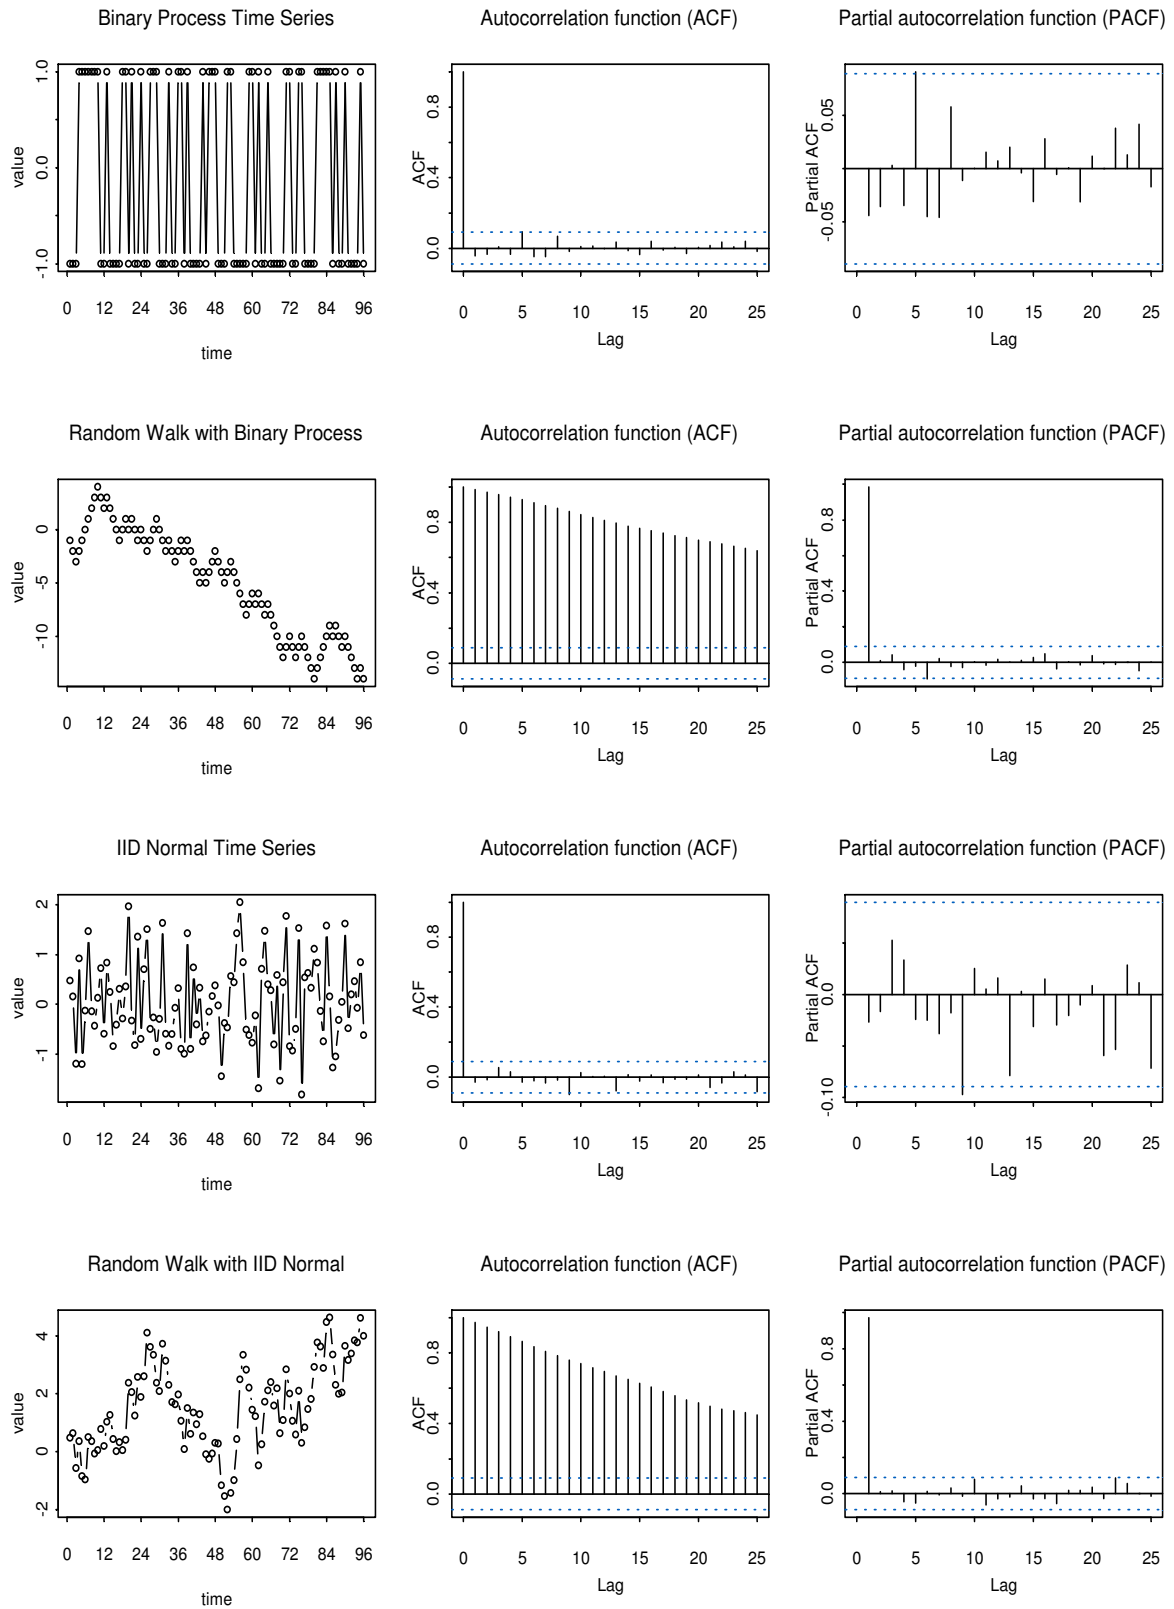 Binary Process Time Series
Autocorrelation function (ACF)
Partial autocorrelation function (PACF)
value
1.0
0.0
-1.0
0 12 24 36 48 60 72 84 96
time
ACF
0.8
0.4
0.0
0 5 10 15 20 25
Lag
Partial ACF
0.05
-0.05
0 5 10 15 20 25
Lag
Random Walk with Binary Process
Autocorrelation function (ACF)
Partial autocorrelation function (PACF)
value
0
-5
-10
0 12 24 36 48 60 72 84 96
time
ACF
0.8
0.4
0.0
0 5 10 15 20 25
Lag
Partial ACF
0.8
0.4
0.0
0 5 10 15 20 25
Lag
IID Normal Time Series
Autocorrelation function (ACF)
Partial autocorrelation function (PACF)
value
2
1
0
-1
0 12 24 36 48 60 72 84 96
time
ACF
0.8
0.4
0.0
0 5 10 15 20 25
Lag
Partial ACF
0.0
-0.10
0 5 10 15 20 25
Lag
Random Walk with IID Normal
Autocorrelation function (ACF)
Partial autocorrelation function (PACF)
value
4
2
0
-2
0 12 24 36 48 60 72 84 96
time
ACF
0.8
0.4
0.0
0 5 10 15 20 25
Lag
Partial ACF
0.8
0.4
0.0
0 5 10 15 20 25
Lag